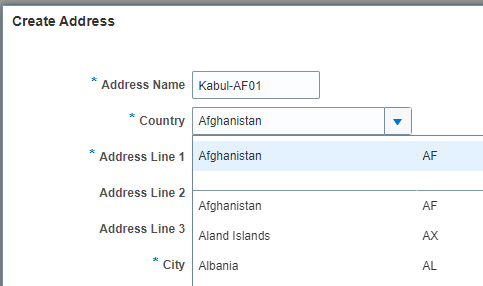 Create Address
* Address Name Kabul-AF01
* Country Afghanistan
* Address Line 1 Afghanistan AF
Address Line 2
Afghanistan AF
Address Line 3 Aland Islands AX
* City Albania AL